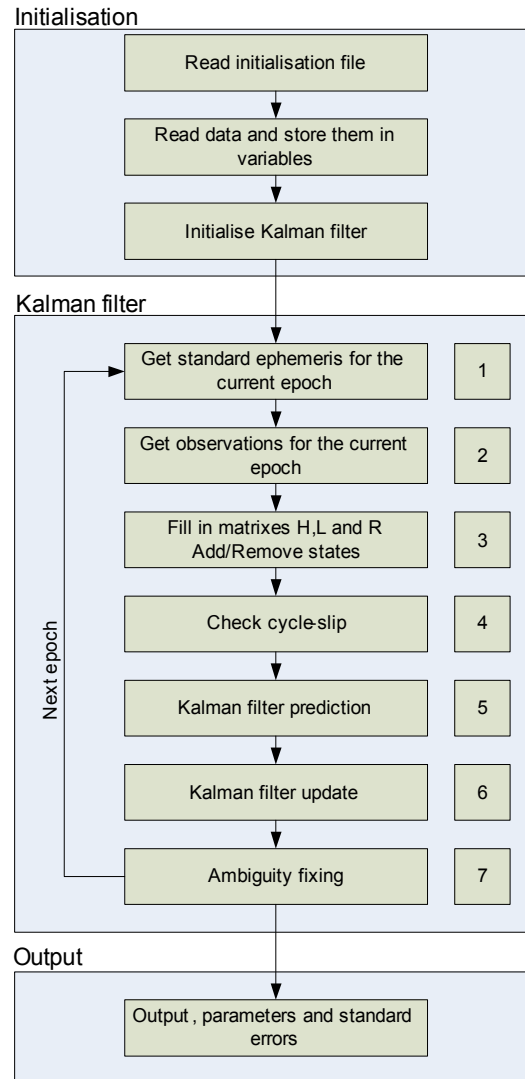 Initialisation
Read initialisation file
Read data and store them in
variables
Initialise Kalman filter
Kalman filter
Get standard ephemeris for the
current epoch
1
Get observations for the current
epoch
2
Fill in matrixes H,L and R
Add/Remove states
3
Check cycle-slip
4
Kalman filter prediction
5
Kalman filter update
6
Ambiguity fixing
7
Next epoch
Output
Output , parameters and standard
errors